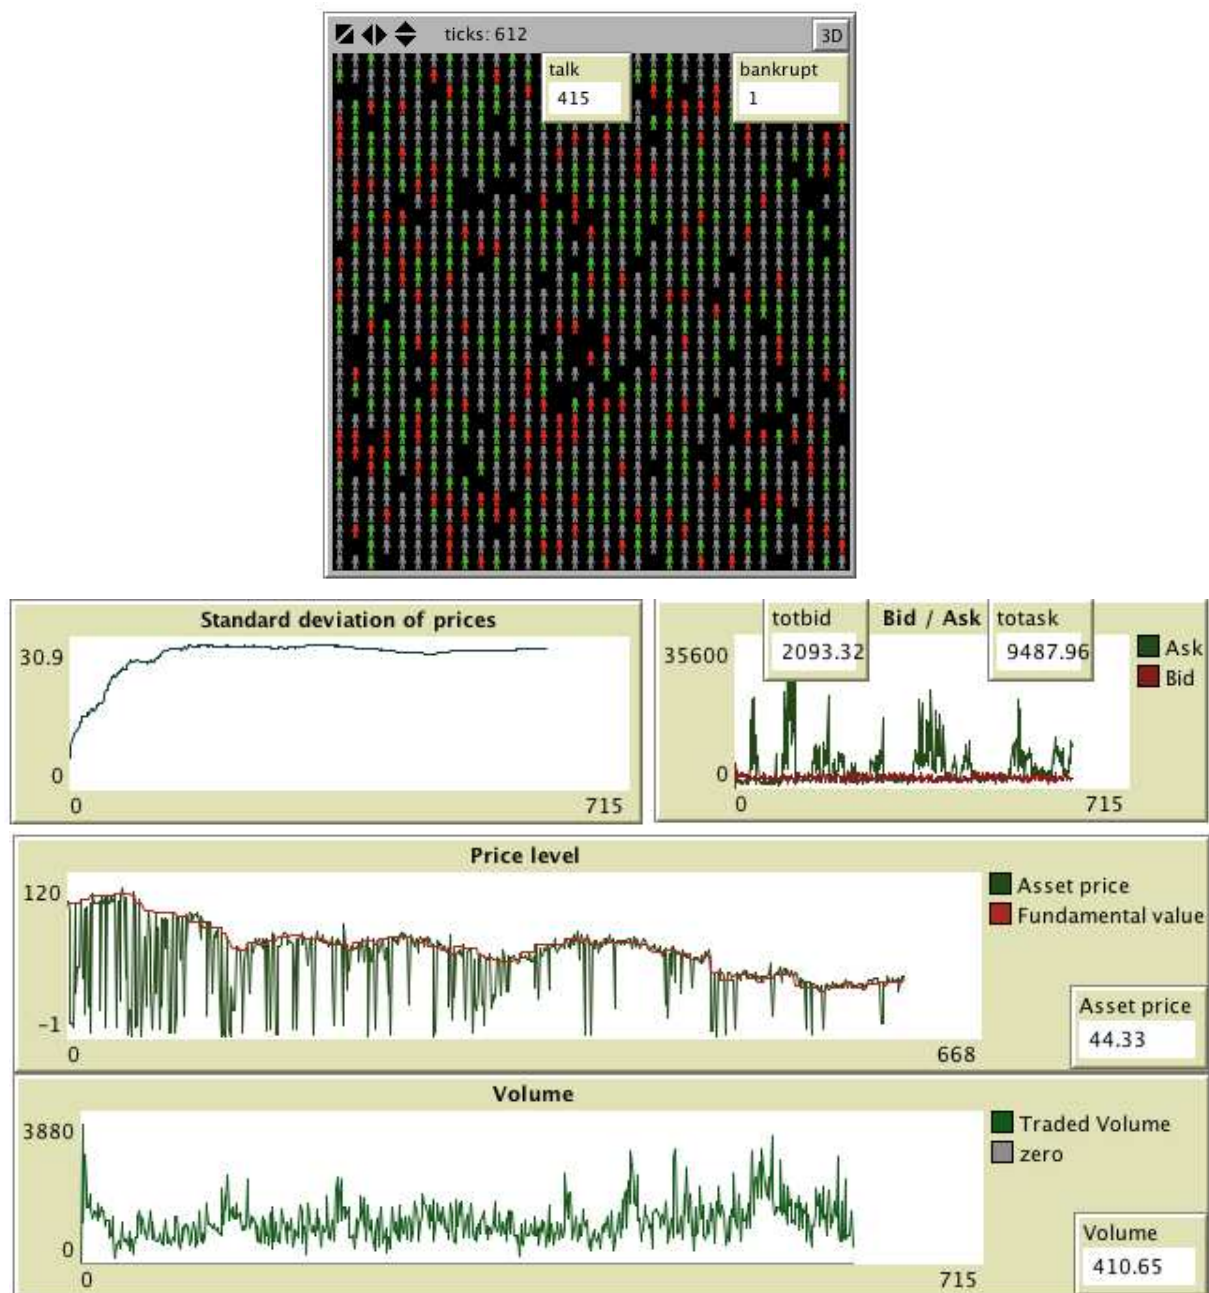 ticks: 612
3D
talk
415
bankrupt
1
Standard deviation of prices
30.9
0
0
715
totbid
2093.32
Bid / Ask
totask
9487.96
35600
0
0
715
Ask
Bid
Price level
120
-1
0
668
Asset price
Fundamental value
Asset price
44.33
Volume
3880
0
0
715
Traded Volume
zero
Volume
410.65